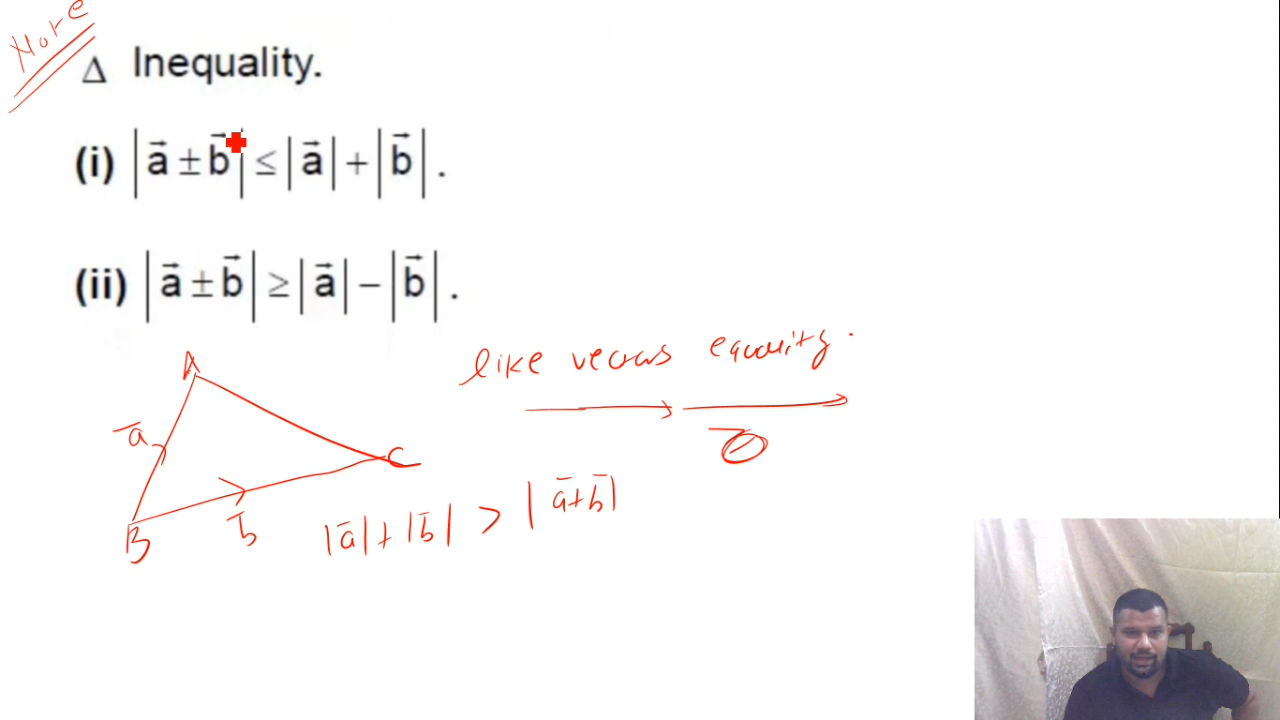 Note
Δ Inequality.
(i) |a⃗ ± b⃗| ≤ |a⃗| + |b⃗|.
(ii) |a⃗ ± b⃗| ≥ |a⃗| − |b⃗|.
like vectors equality.
A
a̅
C
B
b̅
|a̅| + |b̅| > |a̅+b̅|